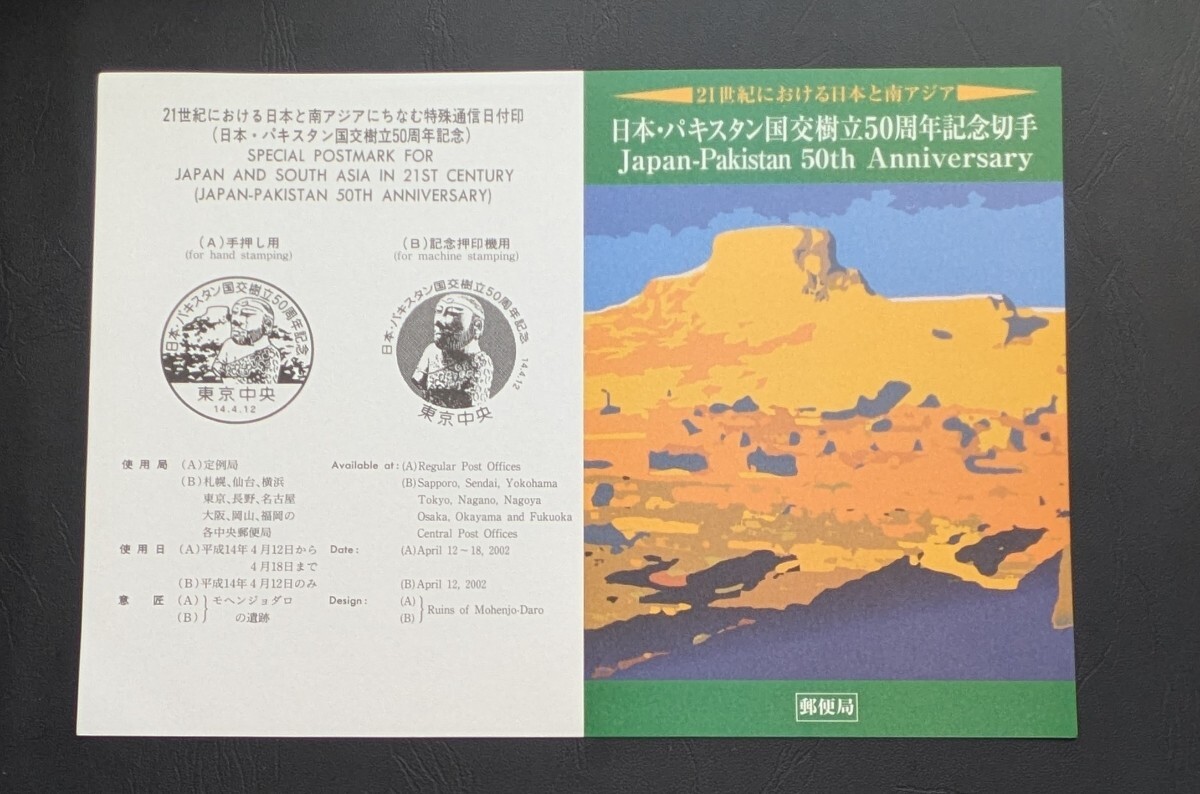 21世紀における日本と南アジアにちなむ特殊通信日付印
(日本・パキスタン国交樹立50周年記念)
SPECIAL POSTMARK FOR
JAPAN AND SOUTH ASIA IN 21ST CENTURY
(JAPAN-PAKISTAN 50TH ANNIVERSARY)
(A)手押し用
(for hand stamping)
(B)記念押印機用
(for machine stamping)
日本・パキスタン国交樹立50周年記念
東京中央
14.4.12
日本・パキスタン国交樹立50周年記念
14.4.12
東京中央
使用局 (A)定例局
(B)札幌、仙台、横浜
東京、長野、名古屋
大阪、岡山、福岡の
各中央郵便局
使用日 (A)平成14年4月12日から
4月18日まで
(B)平成14年4月12日のみ
意匠 (A) モヘンジョダロ
(B) の遺跡
Available at: (A)Regular Post Offices
(B)Sapporo, Sendai, Yokohama
Tokyo, Nagano, Nagoya
Osaka, Okayama and Fukuoka
Central Post Offices
Date: (A)April 12~18, 2002
(B)April 12, 2002
Design: (A)
(B) Ruins of Mohenjo-Daro
21世紀における日本と南アジア
日本・パキスタン国交樹立50周年記念切手
Japan-Pakistan 50th Anniversary
郵便局